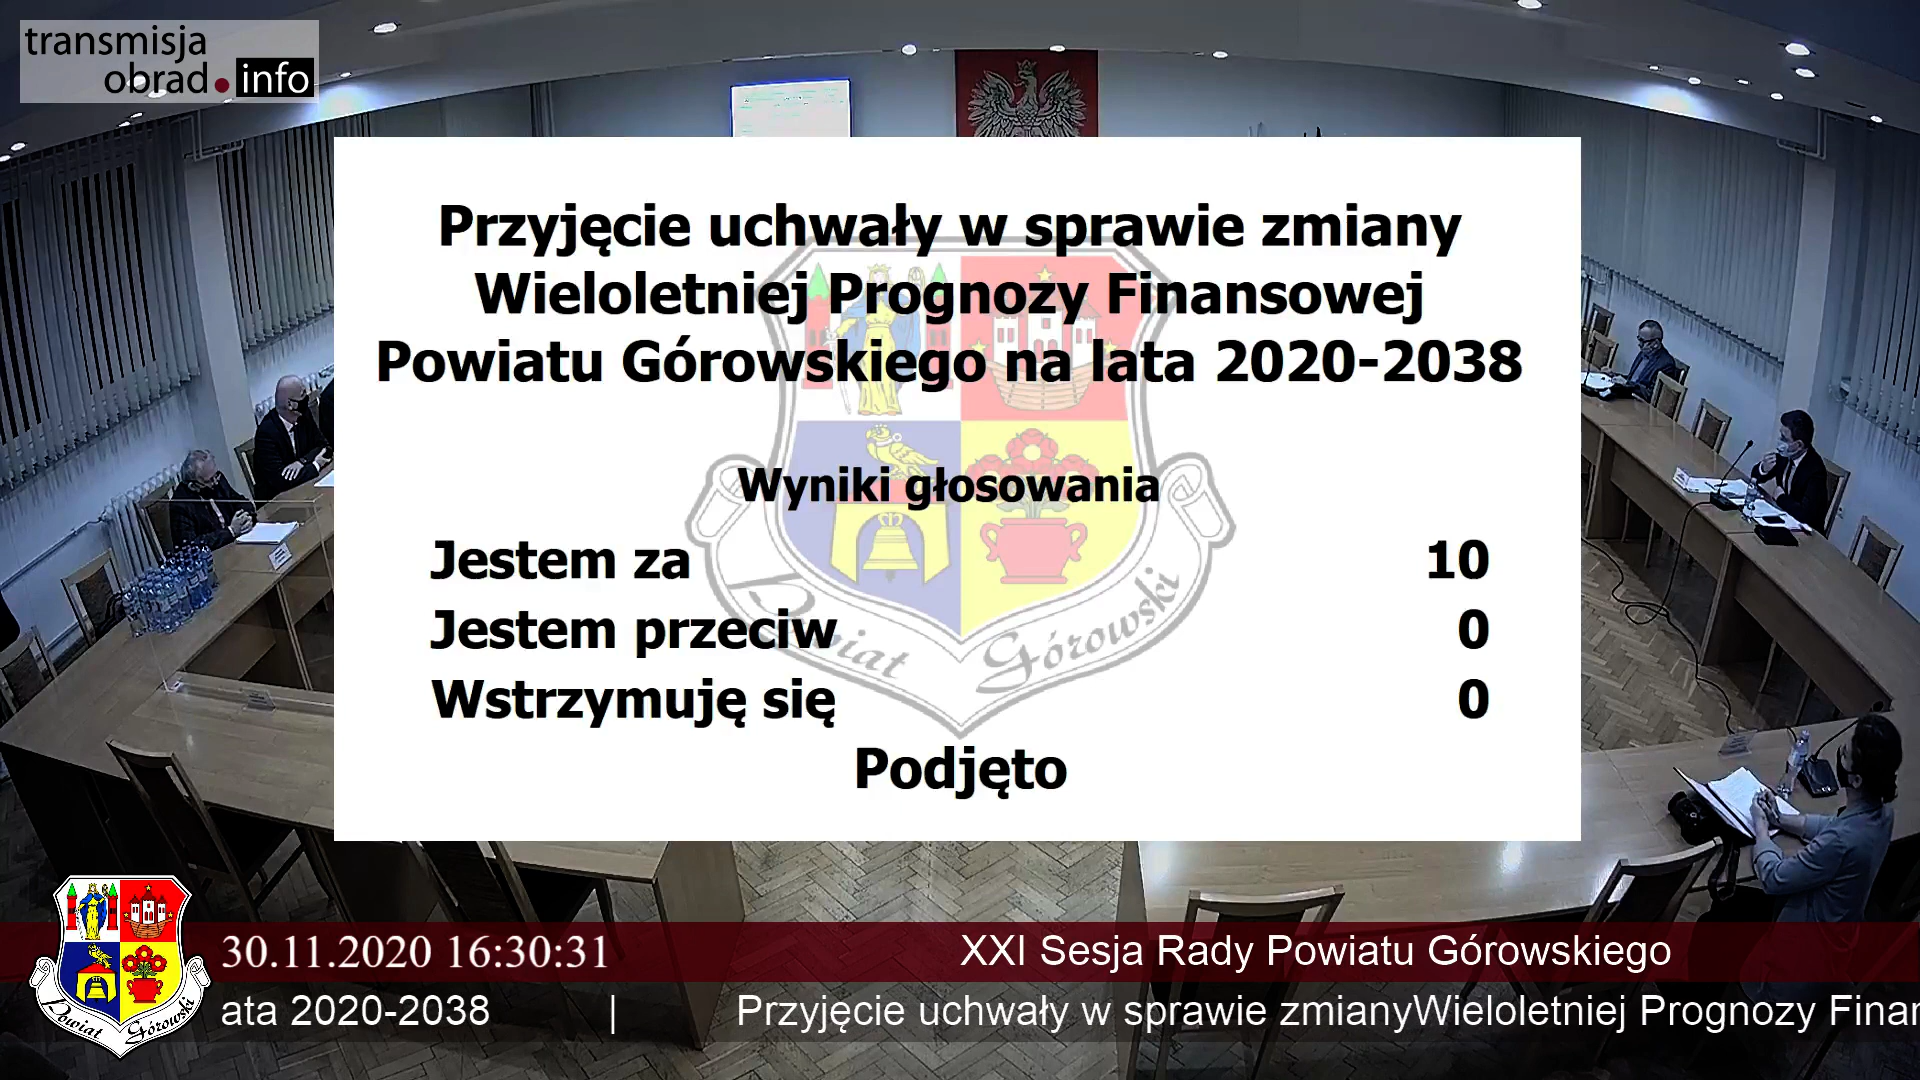 transmisja
obrad.info
Przyjęcie uchwały w sprawie zmiany
Wieloletniej Prognozy Finansowej
Powiatu Górowskiego na lata 2020-2038
Wyniki głosowania
Jestem za 10
Jestem przeciw 0
Wstrzymuję się 0
Podjęto
Powiat Górowski
30.11.2020 16:30:31 XXI Sesja Rady Powiatu Górowskiego
ata 2020-2038 | Przyjęcie uchwały w sprawie zmianyWieloletniej Prognozy Finan
Powiat Górowski